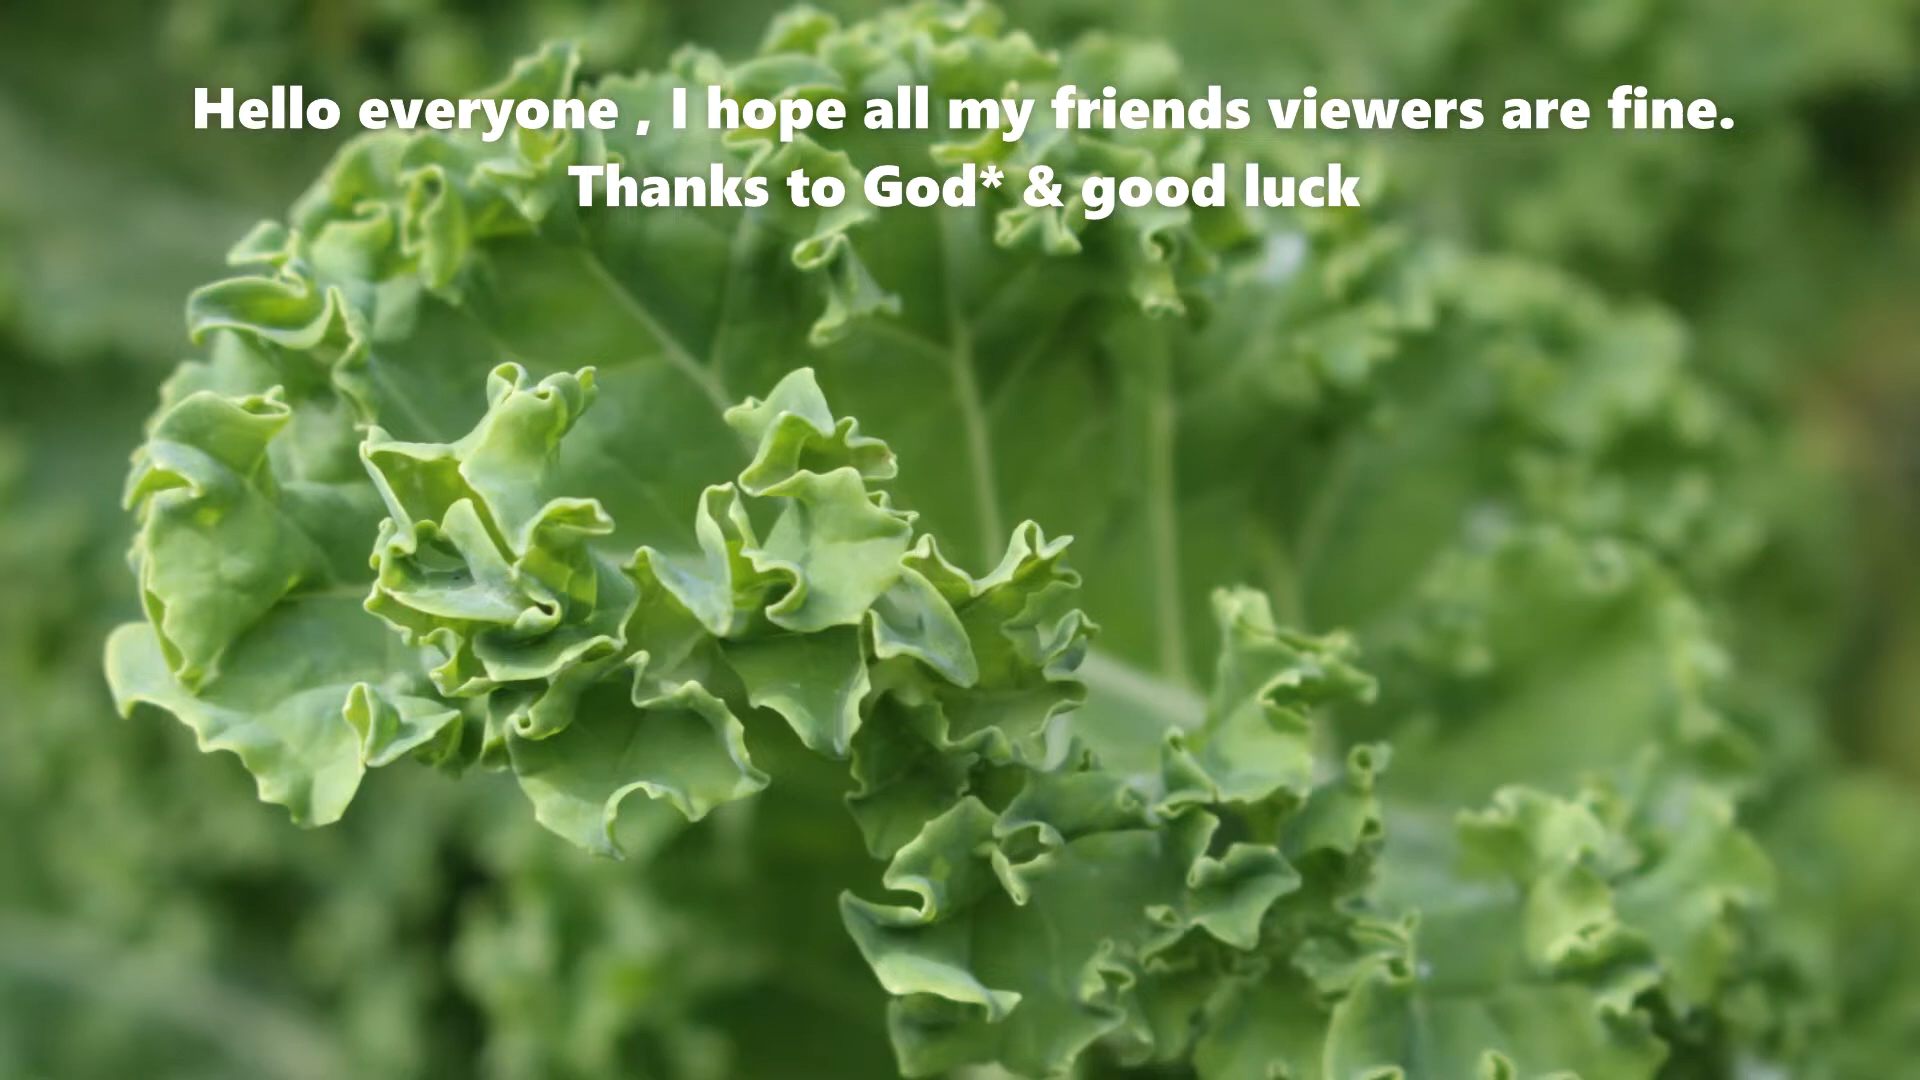 Hello everyone , I hope all my friends viewers are fine.
Thanks to God* & good luck